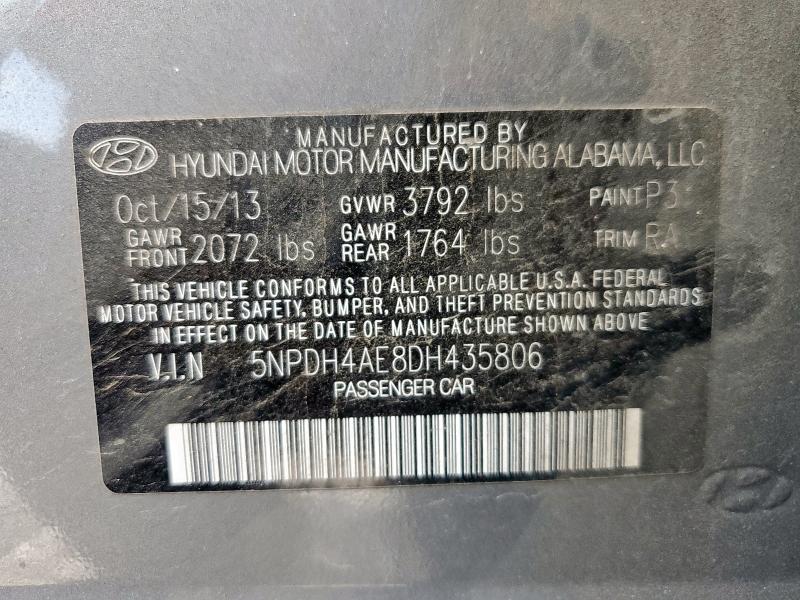 MANUFACTURED BY
HYUNDAI MOTOR MANUFACTURING ALABAMA, LLC
Oct/15/13 GVWR 3792 lbs PAINT P3
GAWR FRONT 2072 lbs GAWR REAR 1764 lbs TRIM RA
THIS VEHICLE CONFORMS TO ALL APPLICABLE U.S.A. FEDERAL
MOTOR VEHICLE SAFETY, BUMPER, AND THEFT PREVENTION STANDARDS
IN EFFECT ON THE DATE OF MANUFACTURE SHOWN ABOVE.
V.I.N 5NPDH4AE8DH435806
PASSENGER CAR